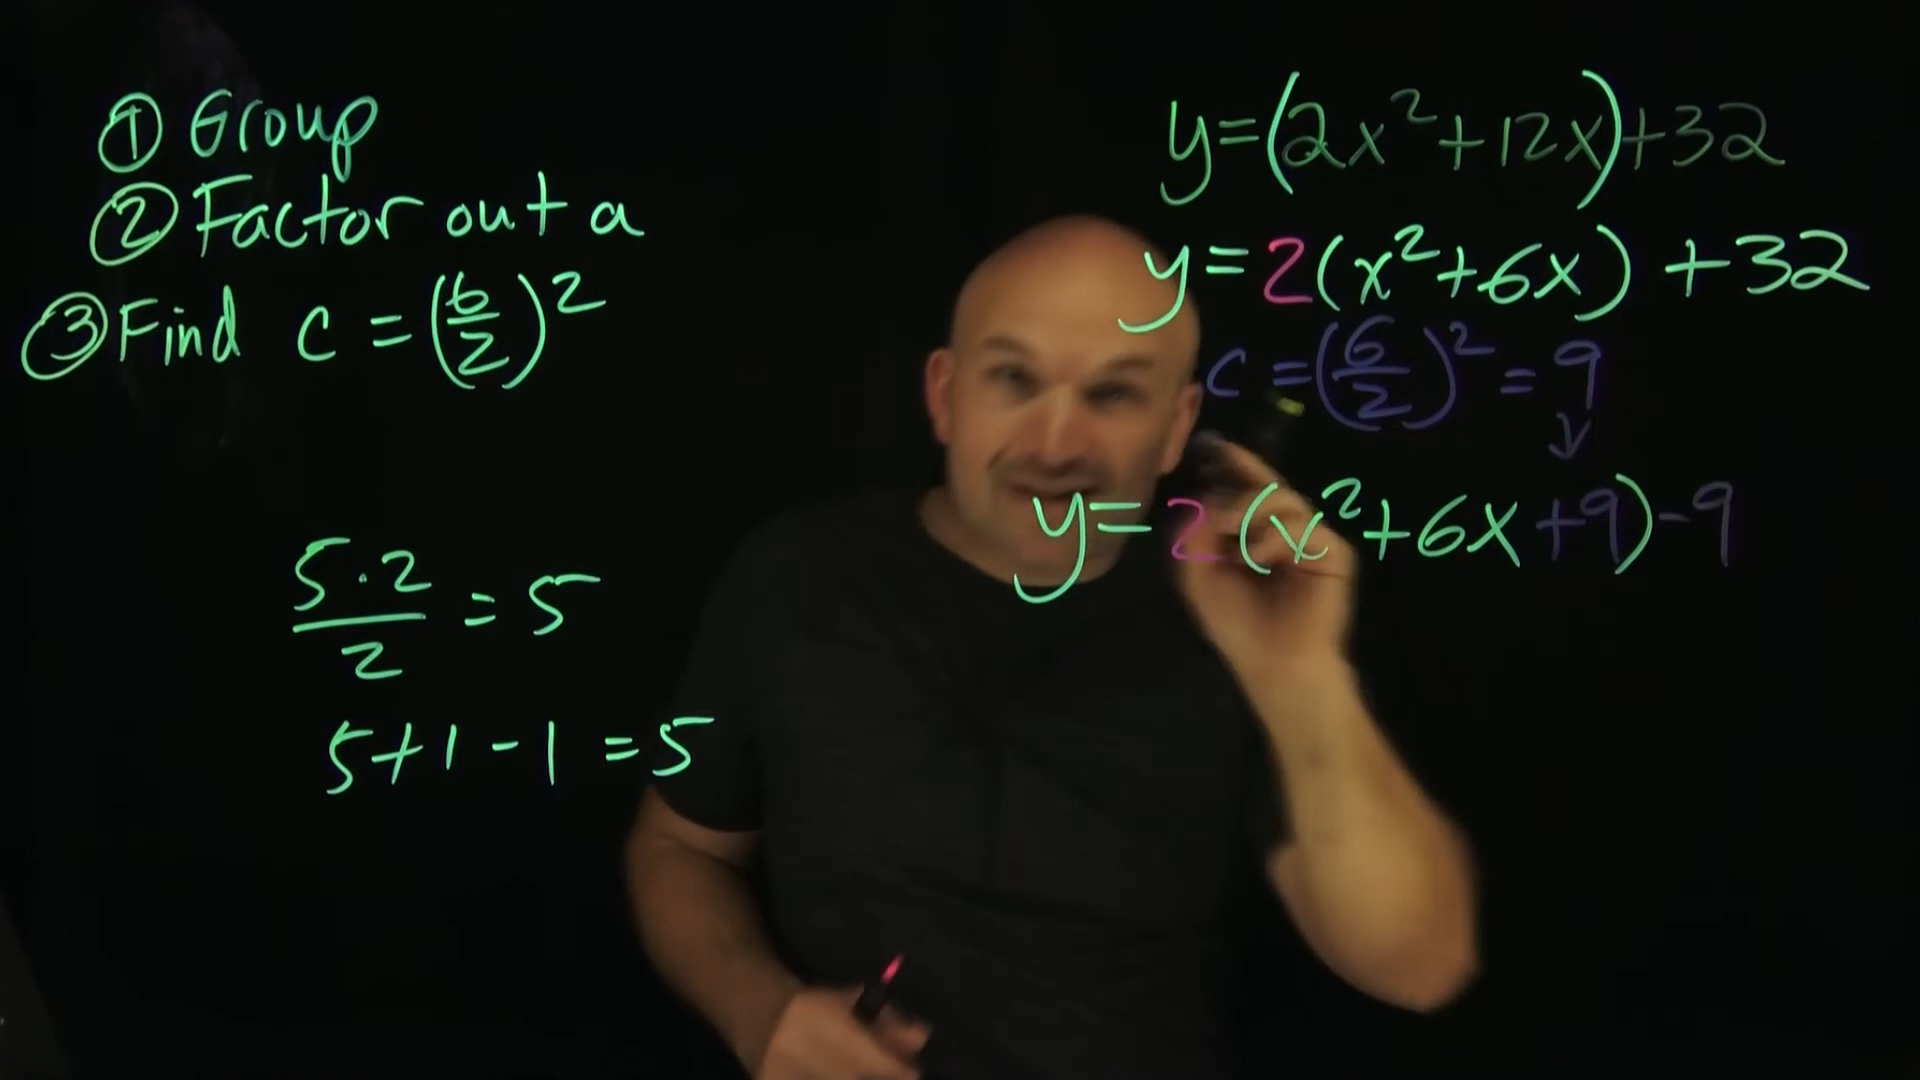 ① Group
② Factor out a
③ Find c = (6/2)²
5·2/2 = 5
5+1-1 = 5
y=(2x²+12x)+32
y=2(x²+6x)+32
c=(6/2)²=9
y=2(x²+6x+9)-9